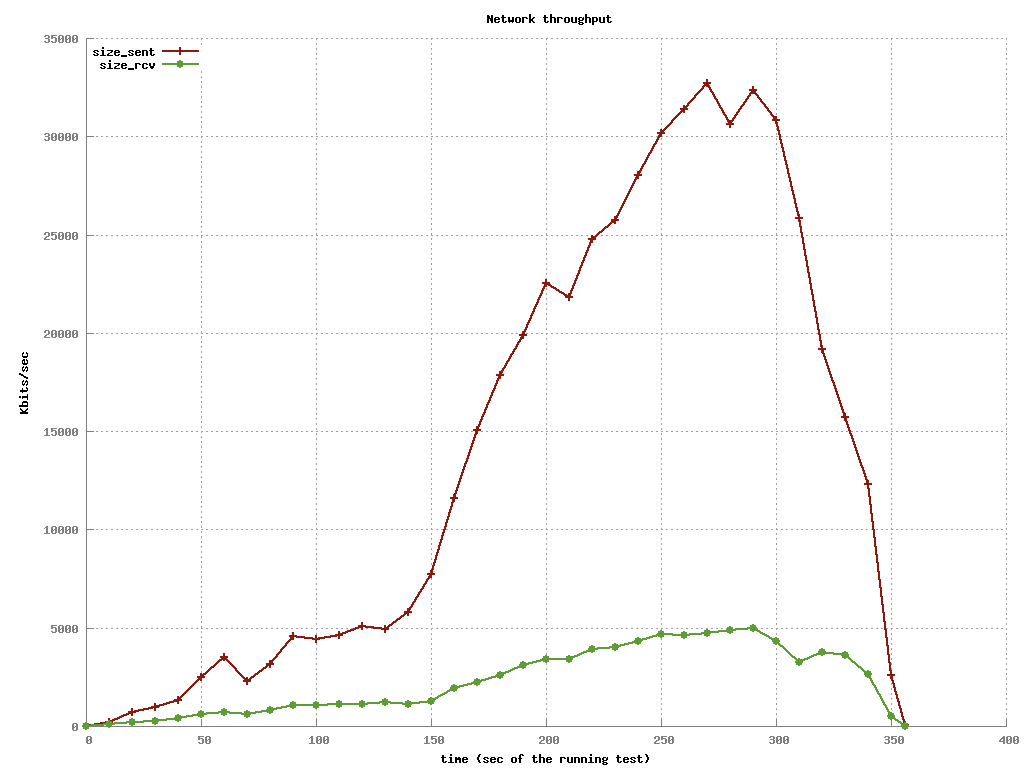 Network throughput
35000
size_sent
size_rcv
30000
25000
20000
Kbits/sec
15000
10000
5000
0
0 50 100 150 200 250 300 350 400
time (sec of the running test)